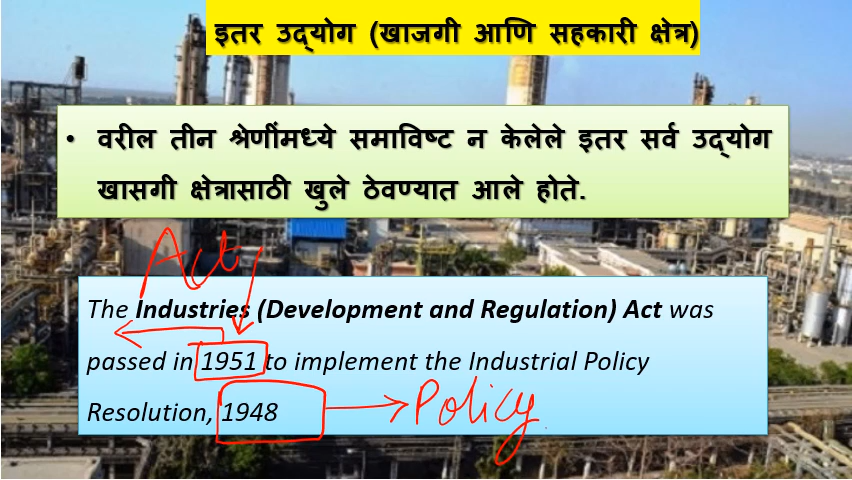 इतर उद्योग (खाजगी आणि सहकारी क्षेत्र)
• वरील तीन श्रेणींमध्ये समाविष्ट न केलेले इतर सर्व उद्योग
खासगी क्षेत्रासाठी खुले ठेवण्यात आले होते.
Act
The Industries (Development and Regulation) Act was
passed in 1951 to implement the Industrial Policy
Resolution, 1948
Policy